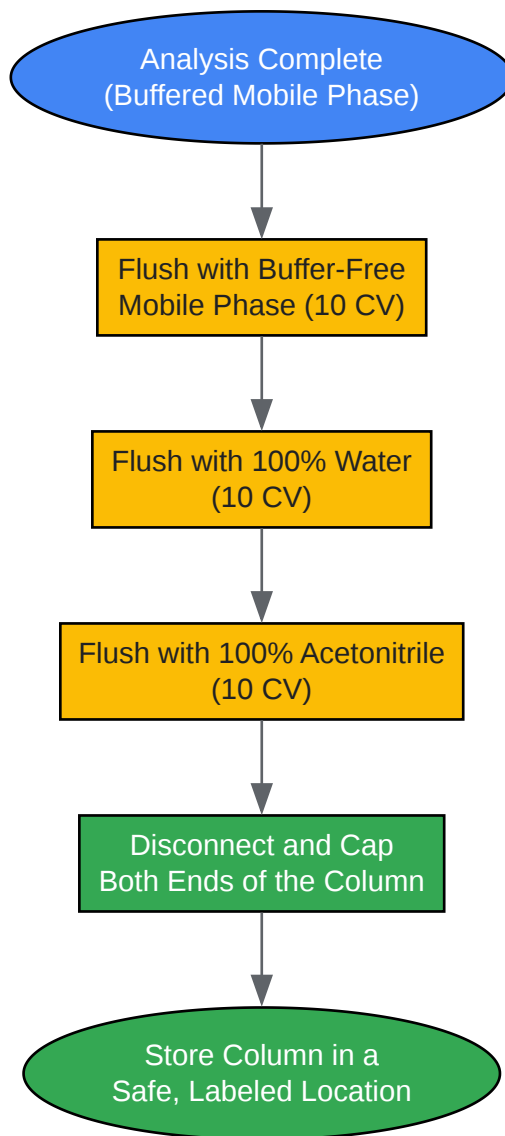 Analysis Complete
(Buffered Mobile Phase)
Flush with Buffer-Free
Mobile Phase (10 CV)
Flush with 100% Water
(10 CV)
Flush with 100% Acetonitrile
(10 CV)
Disconnect and Cap
Both Ends of the Column
Store Column in a
Safe, Labeled Location